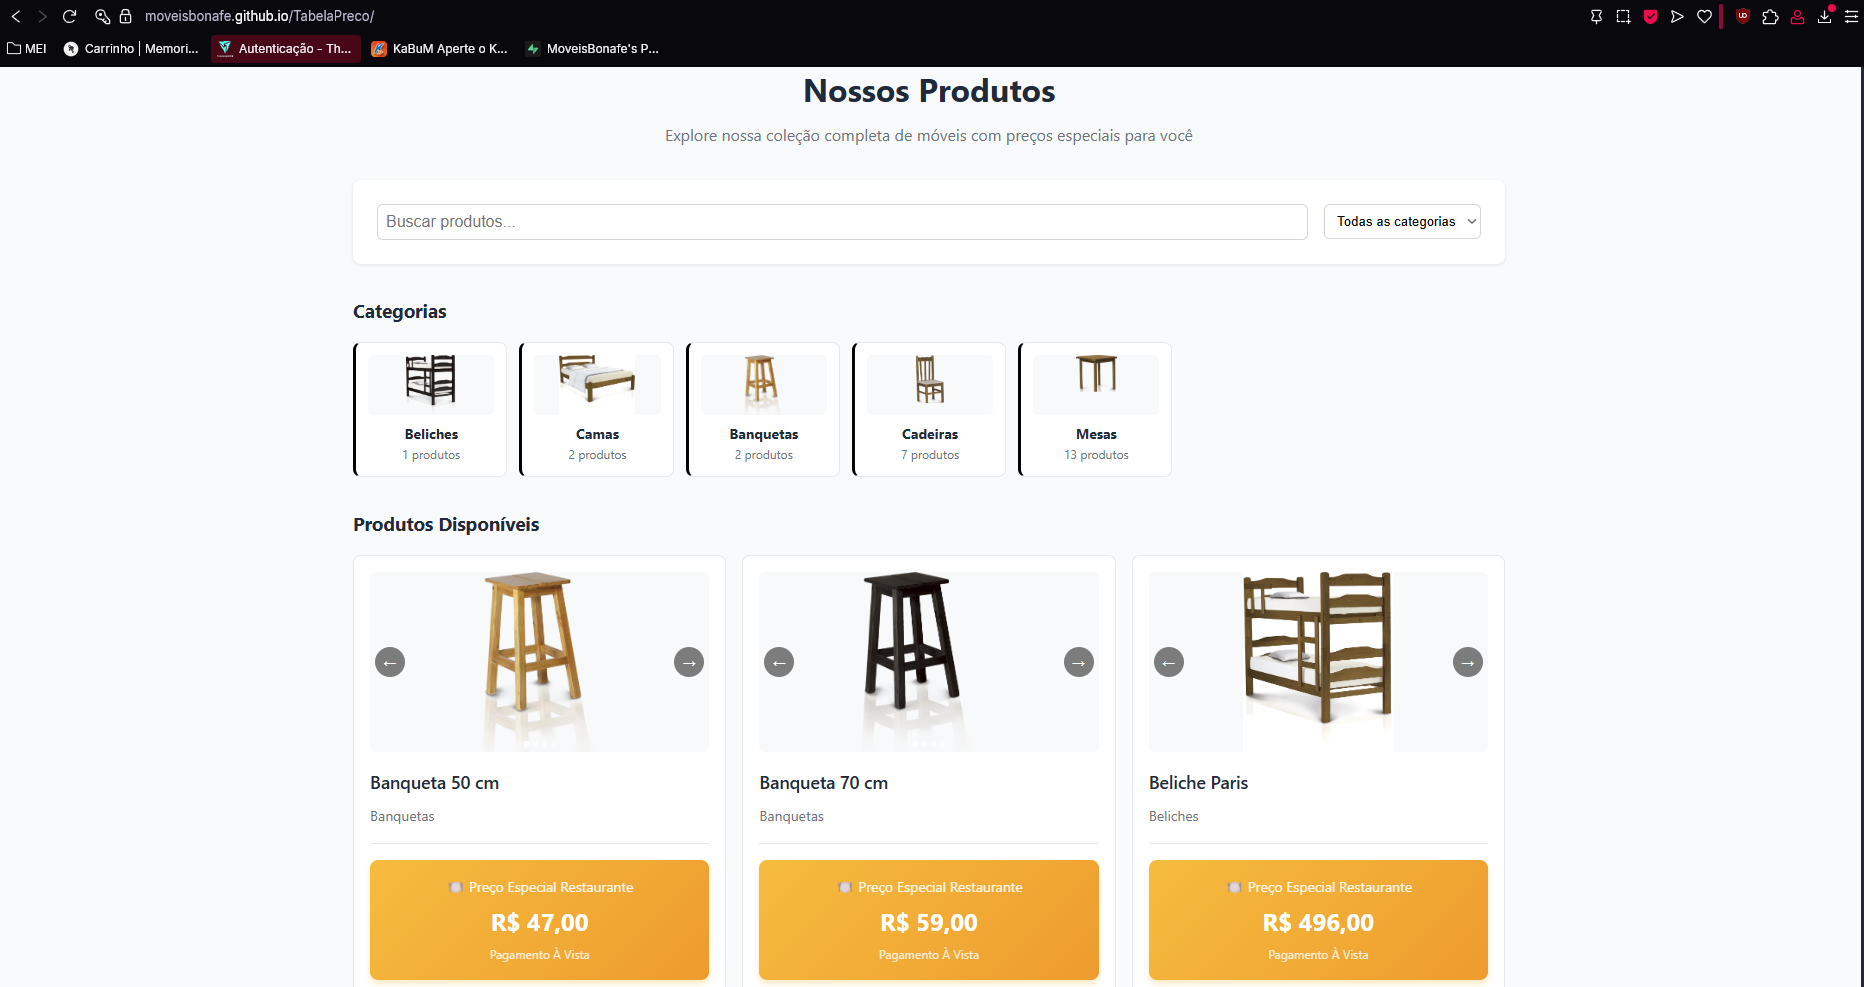 moveisbonafe.github.io/TabelaPreco/
MEI
Carrinho | Memori...
Autenticação - Th...
KaBuM Aperte o K...
MoveisBonafe's P...
Nossos Produtos
Explore nossa coleção completa de móveis com preços especiais para você
Buscar produtos...
Todas as categorias
Categorias
Beliches
1 produtos
Camas
2 produtos
Banquetas
2 produtos
Cadeiras
7 produtos
Mesas
13 produtos
Produtos Disponíveis
Banqueta 50 cm
Banquetas
Preço Especial Restaurante
R$ 47,00
Pagamento À Vista
Banqueta 70 cm
Banquetas
Preço Especial Restaurante
R$ 59,00
Pagamento À Vista
Beliche Paris
Beliches
Preço Especial Restaurante
R$ 496,00
Pagamento À Vista